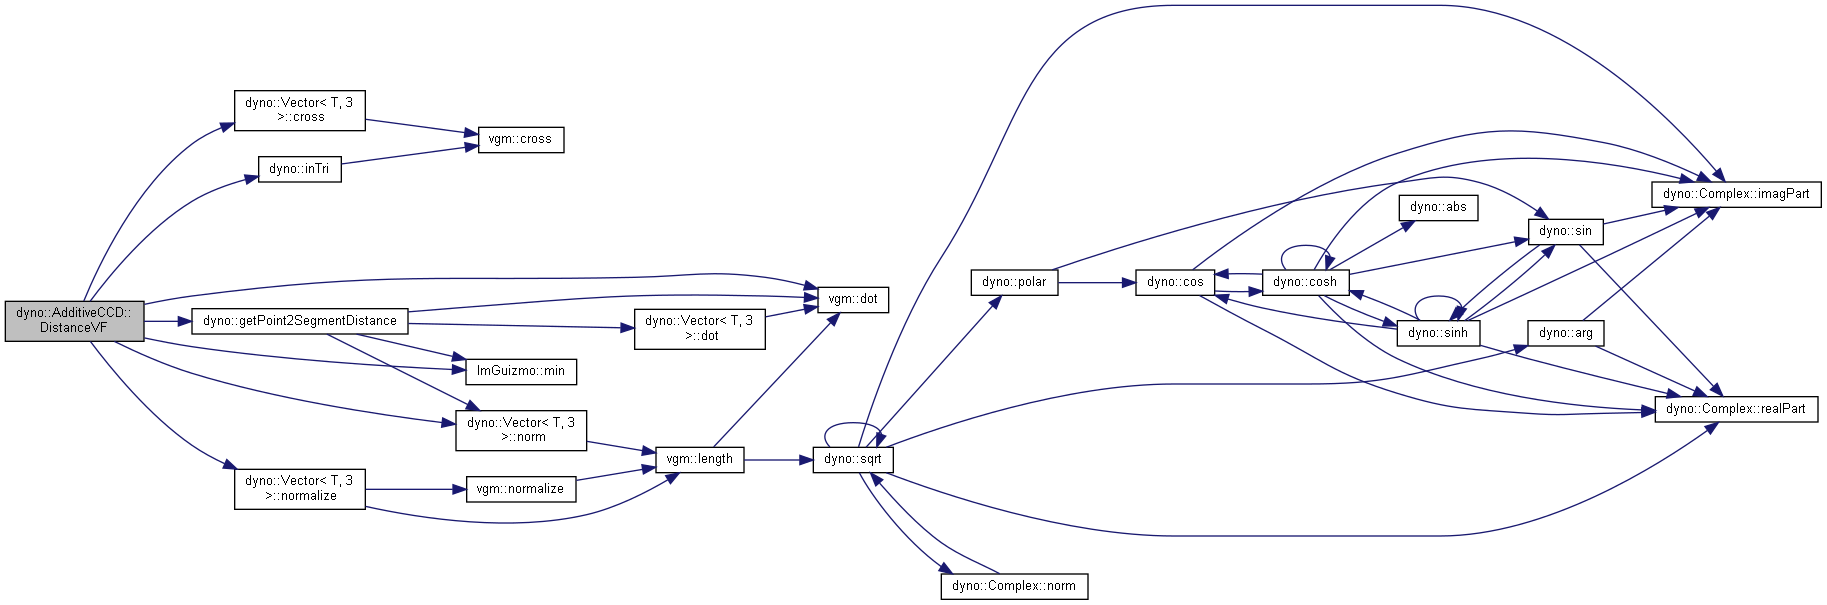 dyno::AdditiveCCD::
DistanceVF
dyno::Vector< T, 3
>::cross
dyno::inTri
vgm::cross
dyno::getPoint2SegmentDistance
dyno::Vector< T, 3
>::dot
vgm::dot
ImGuizmo::min
dyno::Vector< T, 3
>::norm
dyno::Vector< T, 3
>::normalize
vgm::normalize
vgm::length
dyno::sqrt
dyno::Complex::norm
dyno::polar
dyno::cos
dyno::cosh
dyno::abs
dyno::sinh
dyno::sin
dyno::arg
dyno::Complex::imagPart
dyno::Complex::realPart